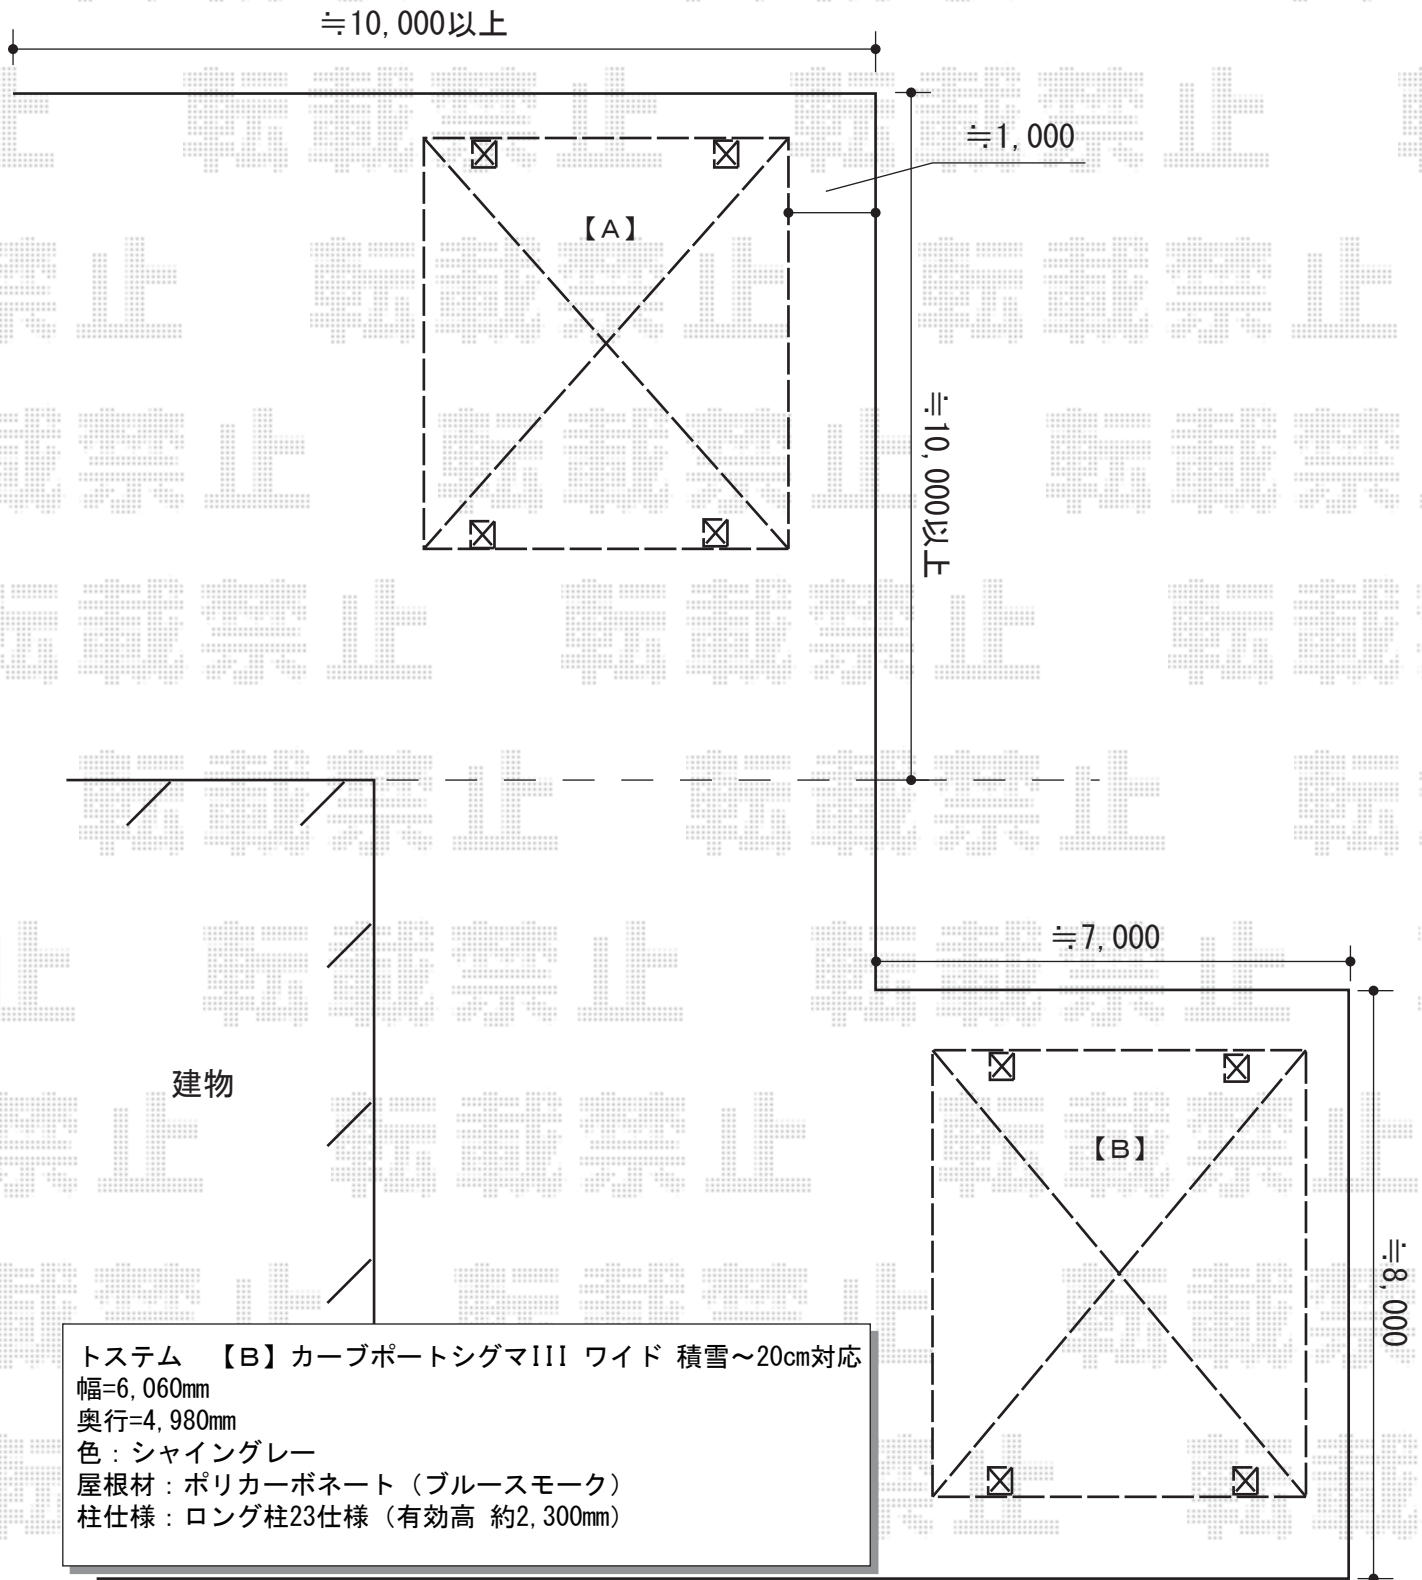 ≒10,000以上
≒1,000
【A】
≒10,000以上
≒7,000
建物
【B】
≒8,000
トステム　【B】カーブポートシグマIII ワイド 積雪～20cm対応
幅=6,060mm
奥行=4,980mm
色：シャイングレー
屋根材：ポリカーボネート（ブルースモーク）
柱仕様：ロング柱23仕様（有効高 約2,300mm）
転載禁止